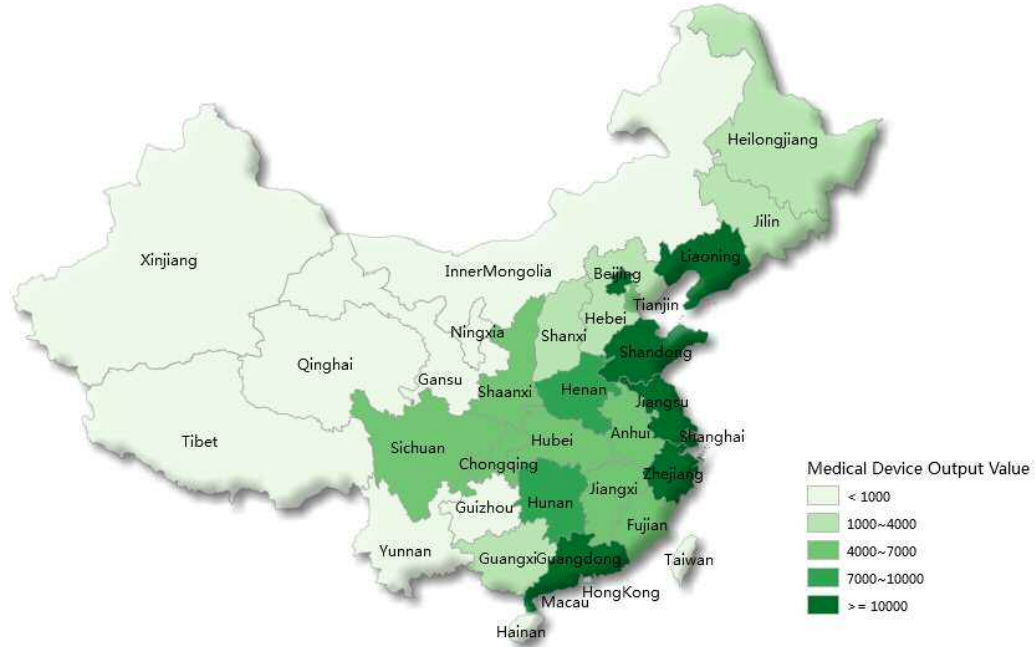 Heilongjiang
Jilin
Liaoning
Xinjiang
InnerMongolia
Beijing
Tianjin
Hebei
Ningxia
Shanxi
Shandong
Qinghai
Gansu
Shaanxi
Henan
Jiangsu
Tibet
Sichuan
Hubei
Anhui
Shanghai
Chongqing
Zhejiang
Hunan
Jiangxi
Guizhou
Fujian
Yunnan
Guangxi
Guangdong
Taiwan
HongKong
Macau
Hainan
Medical Device Output Value
< 1000
1000~4000
4000~7000
7000~10000
>= 10000